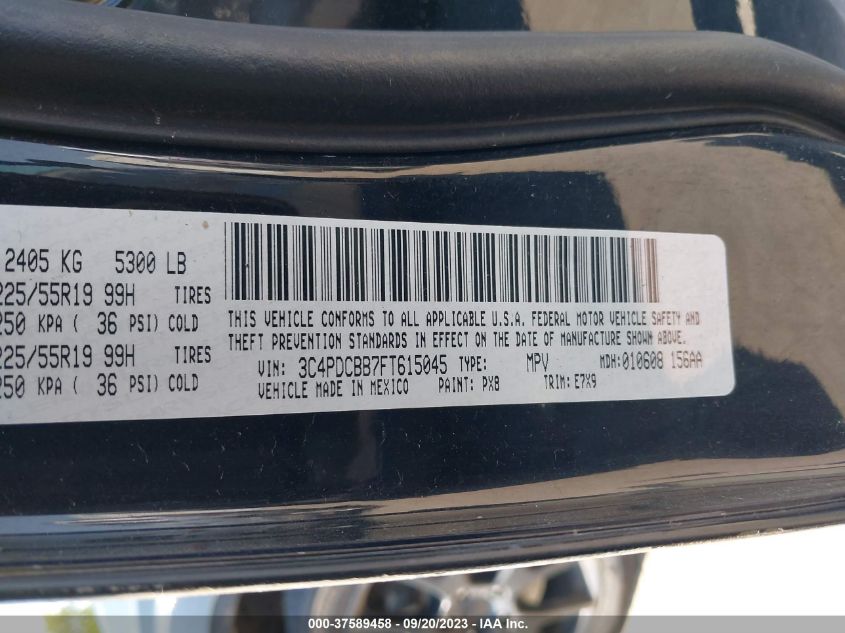 2405 KG 5300 LB
225/55R19 99H TIRES
250 KPA ( 36 PSI) COLD
225/55R19 99H TIRES
250 KPA ( 36 PSI) COLD
THIS VEHICLE CONFORMS TO ALL APPLICABLE U.S.A. FEDERAL MOTOR VEHICLE SAFETY AND
THEFT PREVENTION STANDARDS IN EFFECT ON THE DATE OF MANUFACTURE SHOWN ABOVE.
VIN: 3C4PDCBB7FT615045 TYPE: MPV MDH:010608 156AA
VEHICLE MADE IN MEXICO PAINT: PX8 TRIM: E7X9
000-37589458 - 09/20/2023 - IAA Inc.